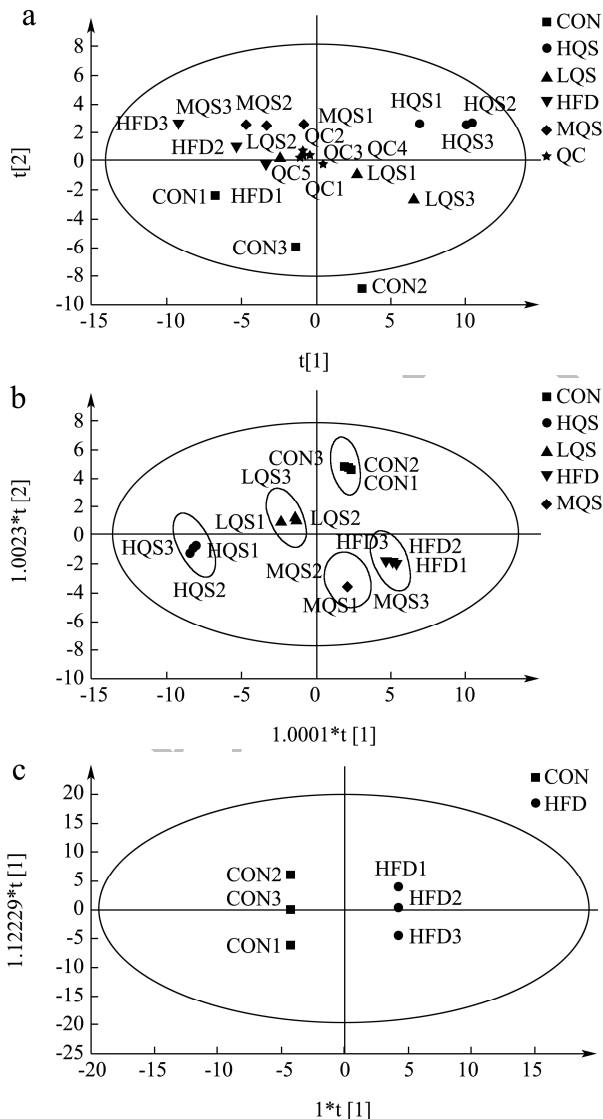 a
CON
HQS
LQS
HFD
MQS
QC
10
8
6
4
2
0
-2
-4
-6
-8
-10
t[2]
HFD3 MQS3 MQS2 MQS1 HQS1 HQS2
HQS3
HFD2 LQS2 QC2
QC3 QC4
CON1 HFD1 QC5 QC1 LQS1
LQS3
CON3
CON2
-15 -10 -5 0 5 10
t[1]
b
CON
HQS
LQS
HFD
MQS
10
8
6
4
2
0
-2
-4
-6
-8
-10
1.0023*t [2]
LQS3 CON3 CON2
CON1
LQS1 LQS2
HQS3 HQS1 HFD3 HFD2
HQS2 MQS2 HFD1
MQS1 MQS3
-15 -10 -5 0 5 10
1.0001*t [1]
c
CON
HFD
20
15
10
5
0
-5
-10
-15
-20
-25
1.12229*t [1]
CON2 HFD1
CON3 HFD2
CON1 HFD3
-20 -15 -10 -5 0 5 10 15
1*t [1]